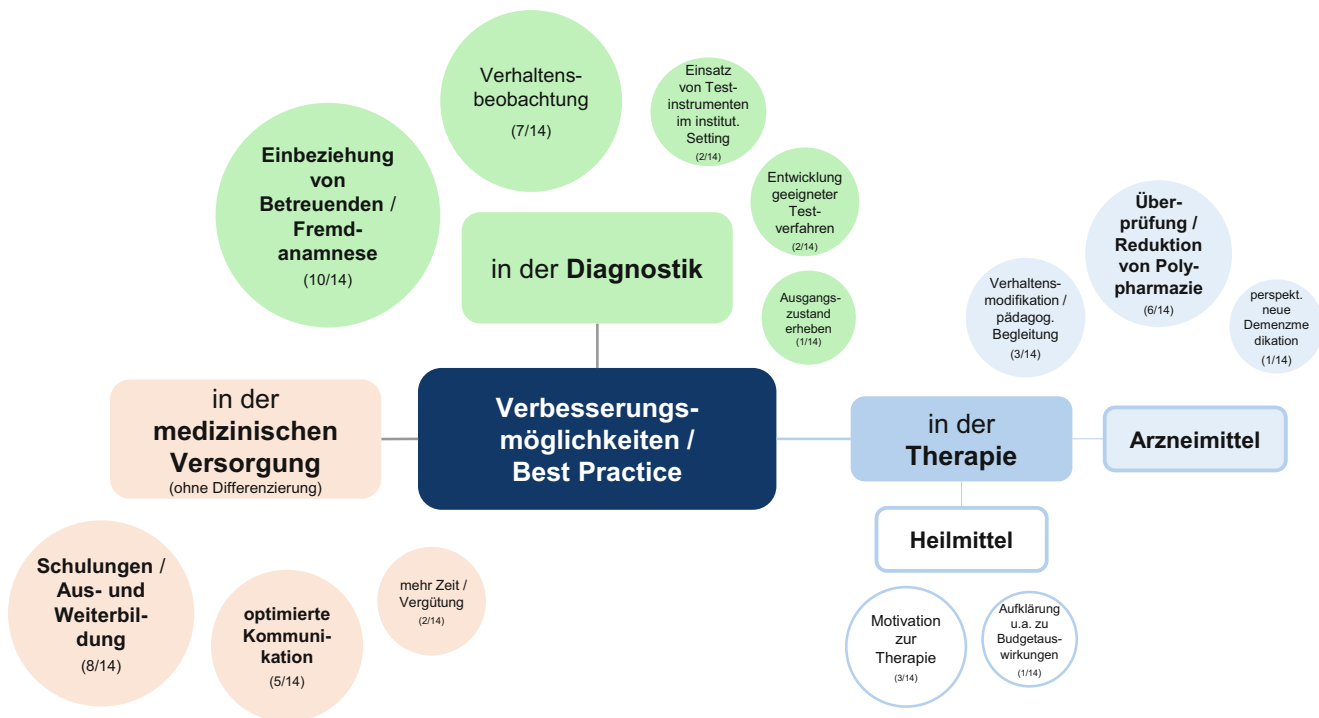 Verhaltens-
beobachtung
(7/14)
Einsatz
von Test-
instrumenten
im institut.
Setting
(2/14)
Einbeziehung
von
Betreuenden /
Fremd-
anamnese
(10/14)
Entwicklung
geeigneter
Test-
verfahren
(2/14)
in der Diagnostik
Ausgangs-
zustand
erheben
(1/14)
Über-
prüfung /
Reduktion
von Poly-
pharmazie
(6/14)
Verhaltens-
modifikation /
pädagog.
Begleitung
(3/14)
perspekt.
neue
Demenzme
dikation
(1/14)
in der
medizinischen
Versorgung
(ohne Differenzierung)
Verbesserungs-
möglichkeiten /
Best Practice
in der
Therapie
Arzneimittel
Heilmittel
Schulungen /
Aus- und
Weiterbil-
dung
(8/14)
optimierte
Kommuni-
kation
(5/14)
mehr Zeit /
Vergütung
(2/14)
Motivation
zur
Therapie
(3/14)
Aufklärung
u.a. zu
Budgetaus-
wirkungen
(1/14)